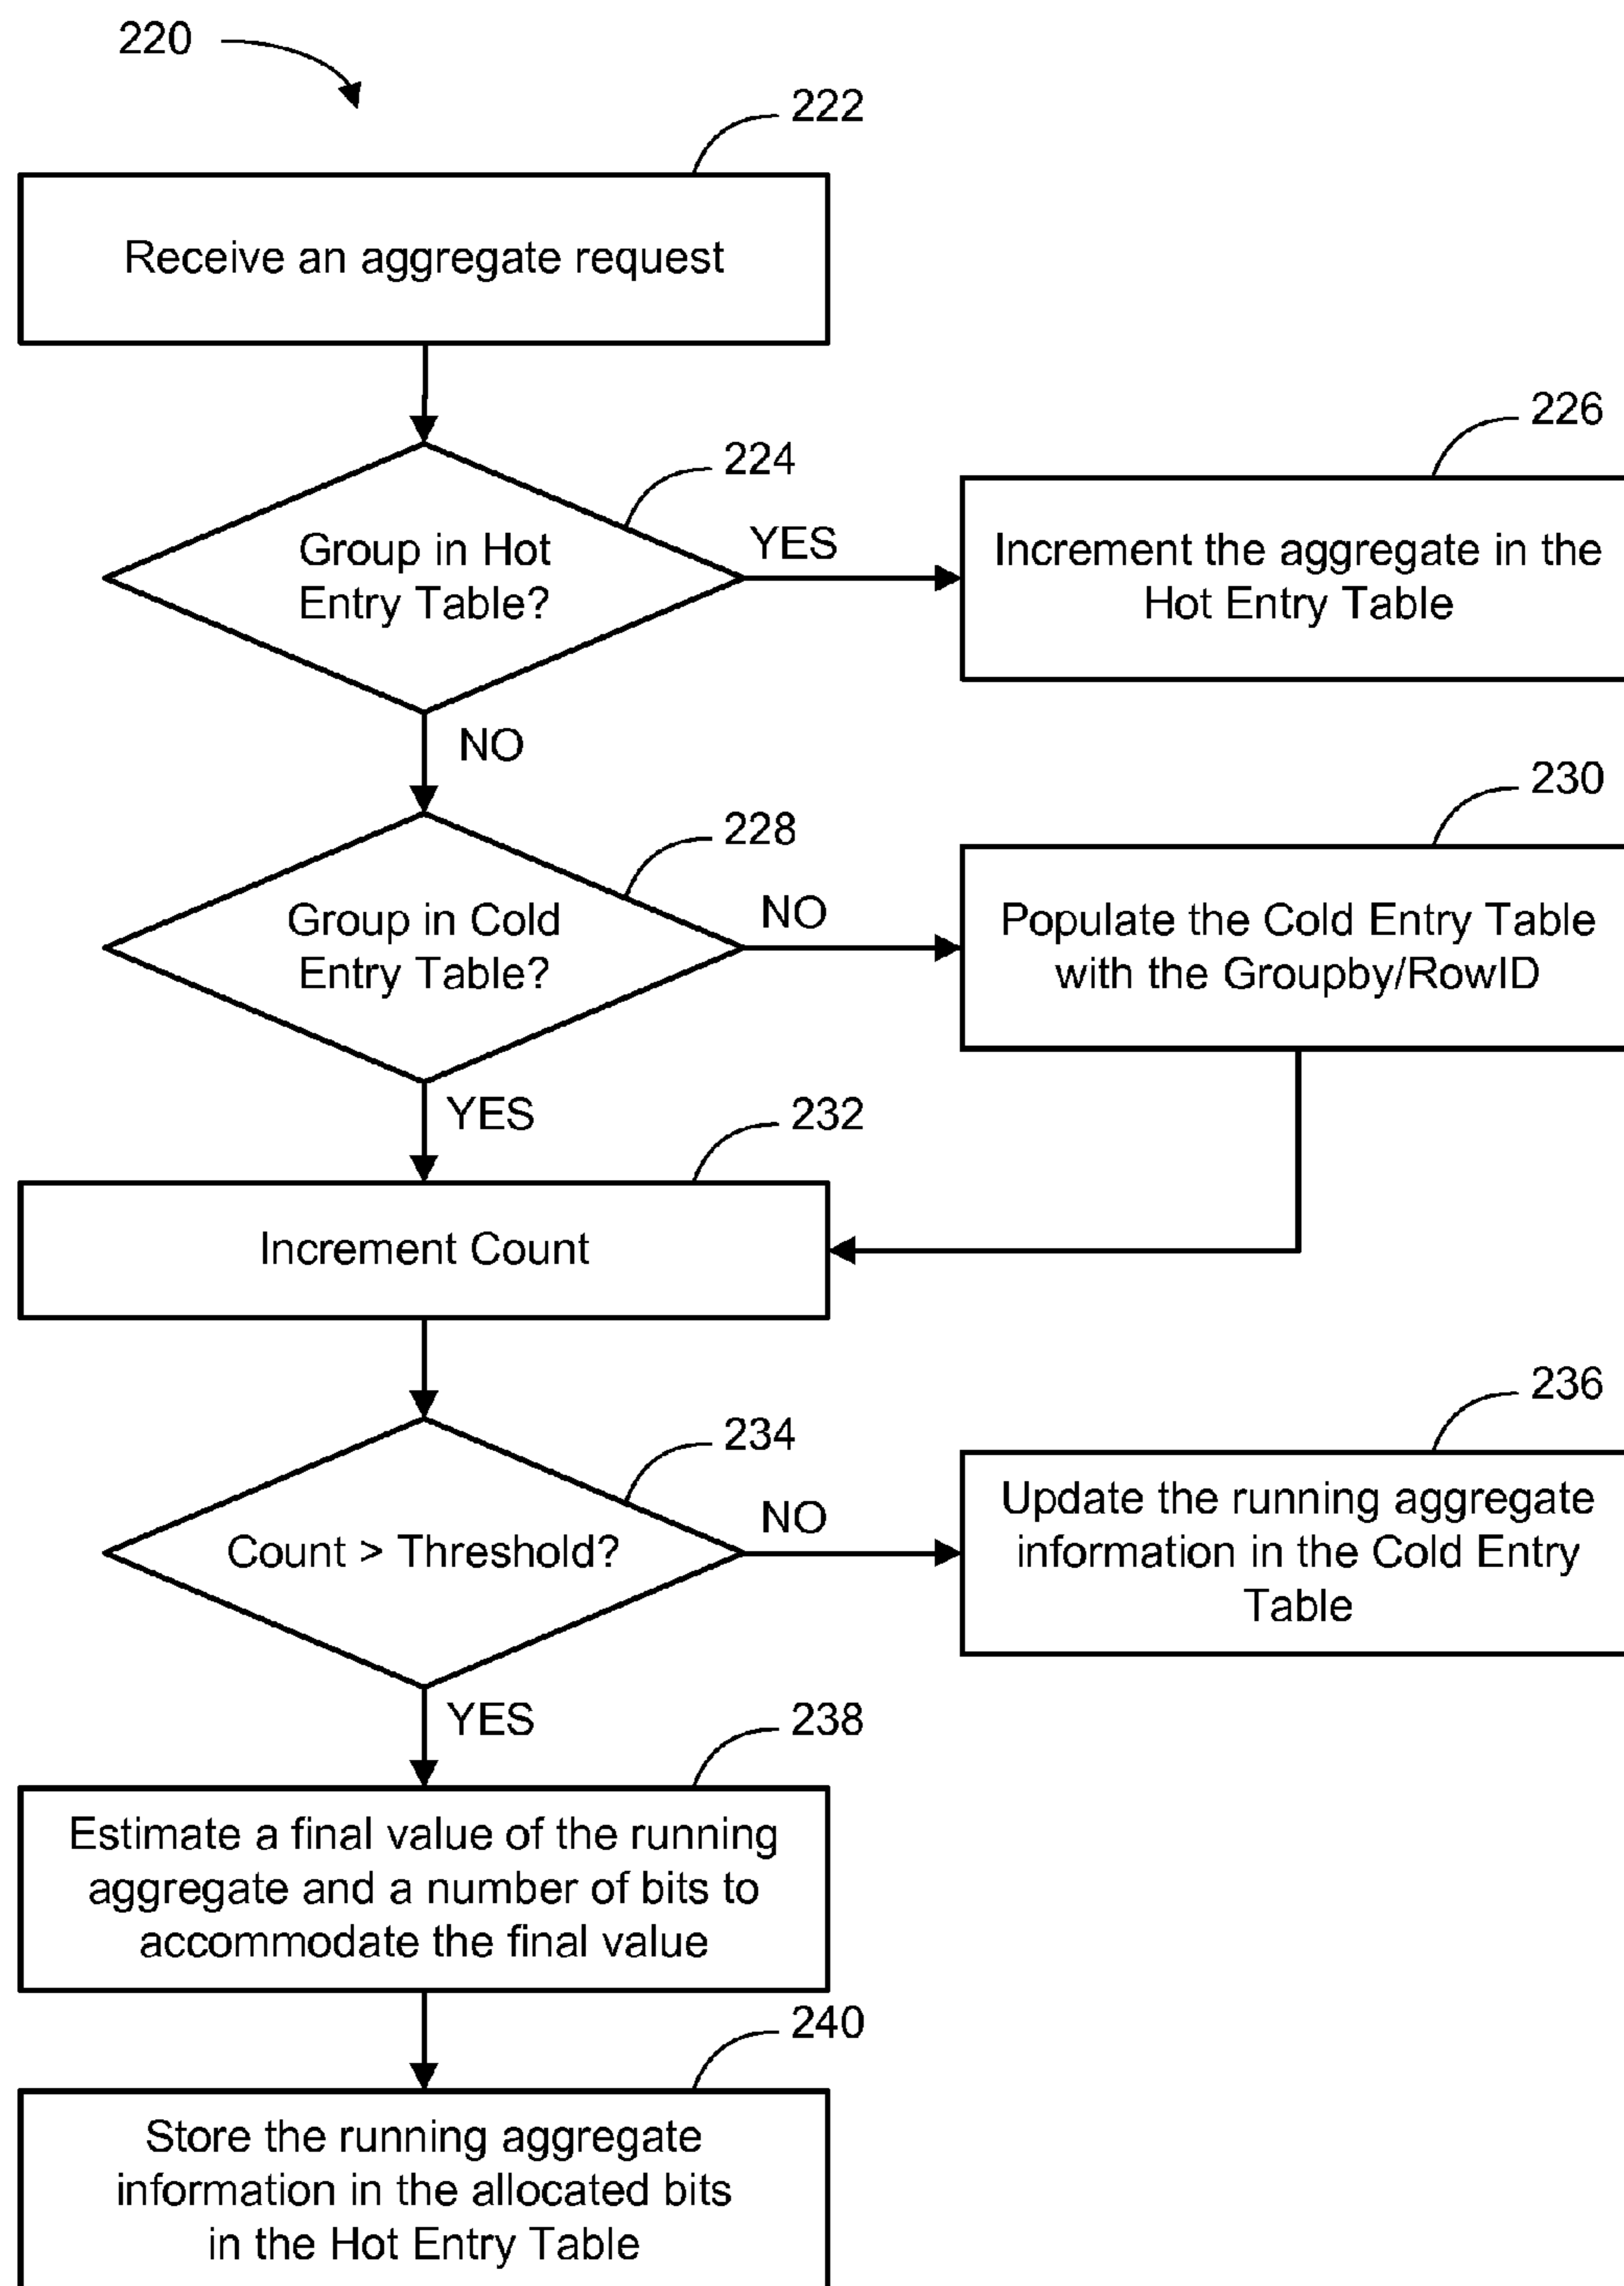 220
222
Receive an aggregate request
224
Group in Hot
Entry Table?
YES
226
Increment the aggregate in the
Hot Entry Table
NO
228
Group in Cold
Entry Table?
NO
230
Populate the Cold Entry Table
with the Groupby/RowID
YES
232
Increment Count
234
Count > Threshold?
NO
236
Update the running aggregate
information in the Cold Entry
Table
YES
238
Estimate a final value of the running
aggregate and a number of bits to
accommodate the final value
240
Store the running aggregate
information in the allocated bits
in the Hot Entry Table